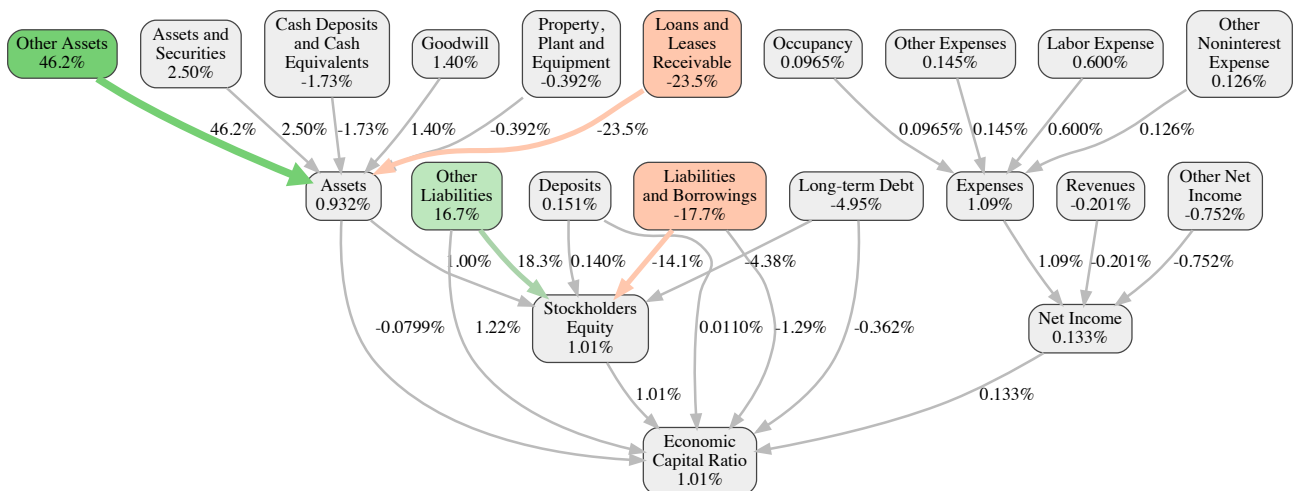 Other Assets
46.2%
Assets and
Securities
2.50%
Cash Deposits
and Cash
Equivalents
-1.73%
Goodwill
1.40%
Property,
Plant and
Equipment
-0.392%
Loans and
Leases
Receivable
-23.5%
Occupancy
0.0965%
Other Expenses
0.145%
Labor Expense
0.600%
Other
Noninterest
Expense
0.126%
46.2%
2.50%
-1.73%
1.40%
-0.392%
-23.5%
0.0965%
0.145%
0.600%
0.126%
Assets
0.932%
Other
Liabilities
16.7%
Deposits
0.151%
Liabilities
and Borrowings
-17.7%
Long-term Debt
-4.95%
Expenses
1.09%
Revenues
-0.201%
Other Net
Income
-0.752%
1.00%
18.3%
0.140%
-14.1%
-4.38%
1.09%
-0.201%
-0.752%
-0.0799%
1.22%
Stockholders
Equity
1.01%
0.0110%
-1.29%
-0.362%
Net Income
0.133%
1.01%
0.133%
Economic
Capital Ratio
1.01%